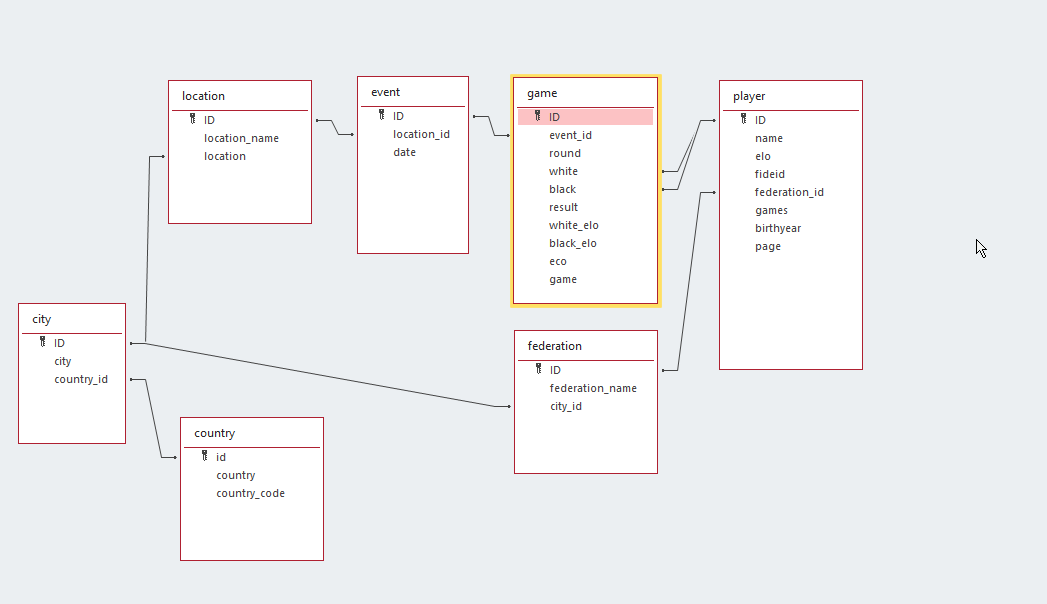 location
ID
location_name
location
event
ID
location_id
date
game
ID
event_id
round
white
black
result
white_elo
black_elo
eco
game
player
ID
name
elo
fideid
federation_id
games
birthyear
page
city
ID
city
country_id
federation
ID
federation_name
city_id
country
id
country
country_code